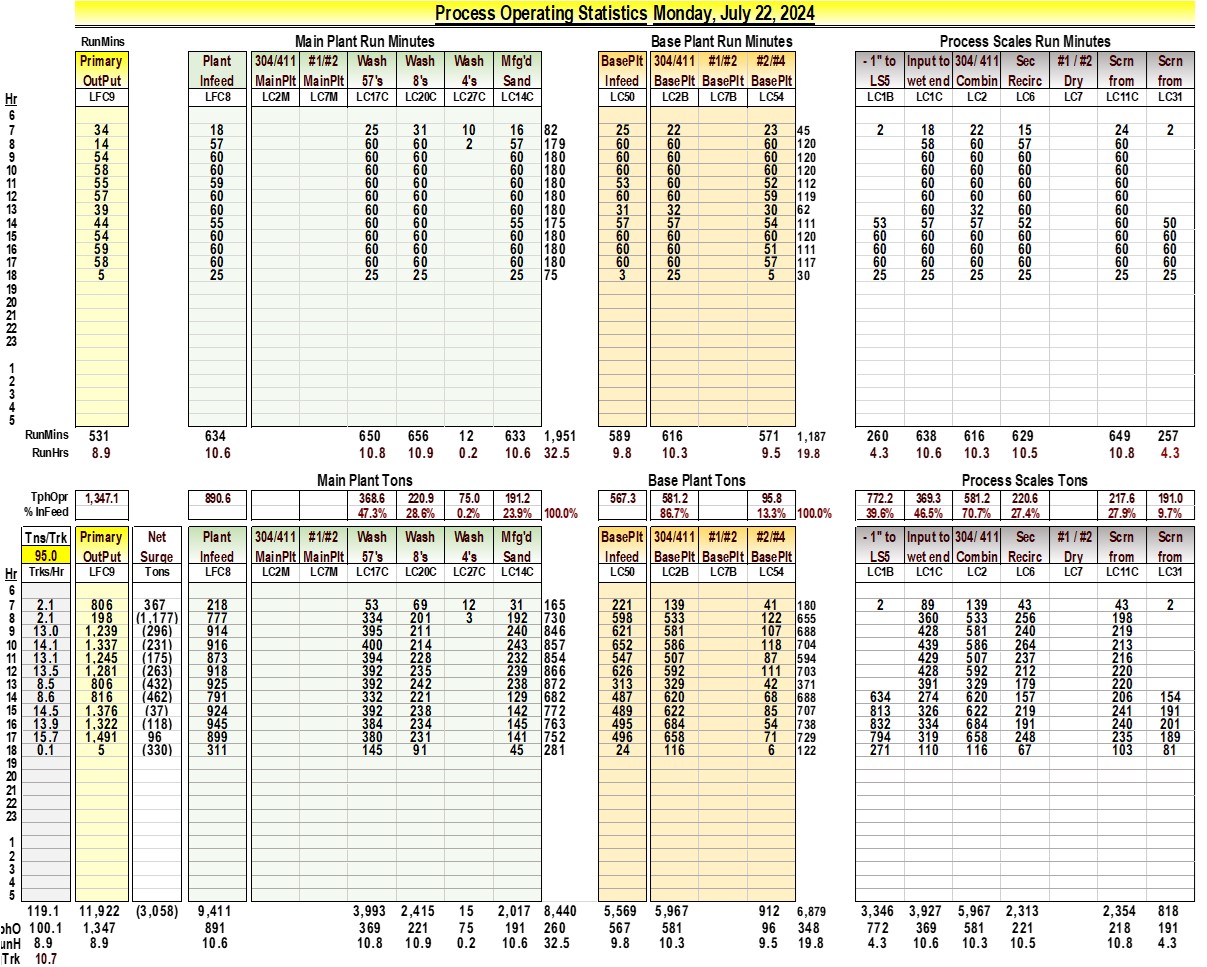 Process Operating Statistics Monday, July 22, 2024
RunMins Main Plant Run Minutes Base Plant Run Minutes Process Scales Run Minutes
Primary Plant 304/411 #1/#2 Wash Wash Wash Mfg'd BasePlt 304/411 #1/#2 #2/#4 - 1" to Input to 304/ 411 Sec #1 / #2 Scrn Scrn
OutPut Infeed MainPlt MainPlt 57's 8's 4's Sand Infeed BasePlt BasePlt BasePlt LS5 wet end Combin Recirc Dry from from
Hr LFC9 LFC8 LC2M LC7M LC17C LC20C LC27C LC14C LC50 LC2B LC7B LC54 LC1B LC1C LC2 LC6 LC7 LC11C LC31
6
7 34 18 25 31 10 16 82 25 22 23 45 2 18 22 15 24 2
8 14 57 60 60 2 57 179 60 60 60 120 58 60 57 60
9 54 60 60 60 60 180 60 60 60 120 60 60 60 60
10 58 60 60 60 60 180 60 60 60 120 60 60 60 60
11 55 59 60 60 60 180 53 60 52 112 60 60 60 60
12 57 60 60 60 60 180 60 60 59 119 60 60 60 60
13 39 60 60 60 60 180 31 32 30 62 60 32 60 60
14 44 55 60 60 55 175 57 57 54 111 53 57 57 52 60 50
15 54 60 60 60 60 180 60 60 60 120 60 60 60 60 60 60
16 59 60 60 60 60 180 60 60 51 111 60 60 60 60 60 60
17 58 60 60 60 60 180 60 60 57 117 60 60 60 60 60 60
18 5 25 25 25 25 75 3 25 5 30 25 25 25 25 25 25
19
20
21
22
23
1
2
3
4
5
RunMins 531 634 650 656 12 633 1,951 589 616 571 1,187 260 638 616 629 649 257
RunHrs 8.9 10.6 10.8 10.9 0.2 10.6 32.5 9.8 10.3 9.5 19.8 4.3 10.6 10.3 10.5 10.8 4.3
Main Plant Tons Base Plant Tons Process Scales Tons
TphOpr 1,347.1 890.6 368.6 220.9 75.0 191.2 567.3 581.2 95.8 772.2 369.3 581.2 220.6 217.6 191.0
% InFeed 47.3% 28.6% 0.2% 23.9% 100.0% 86.7% 13.3% 100.0% 39.6% 46.5% 70.7% 27.4% 27.9% 9.7%
Tns/Trk Primary Net Plant 304/411 #1/#2 Wash Wash Wash Mfg'd BasePlt 304/411 #1/#2 #2/#4 - 1" to Input to 304/ 411 Sec #1 / #2 Scrn Scrn
95.0 OutPut Surge Infeed MainPlt MainPlt 57's 8's 4's Sand Infeed BasePlt BasePlt BasePlt LS5 wet end Combin Recirc Dry from from
Hr Trks/Hr LFC9 Tons LFC8 LC2M LC7M LC17C LC20C LC27C LC14C LC50 LC2B LC7B LC54 LC1B LC1C LC2 LC6 LC7 LC11C LC31
6
7 2.1 806 367 218 53 69 12 31 165 221 139 41 180 2 89 139 43 43 2
8 2.1 198 (1,177) 777 334 201 3 192 730 598 533 122 655 360 533 256 198
9 13.0 1,239 (296) 914 395 211 240 846 621 581 107 688 428 581 240 219
10 14.1 1,337 (231) 916 400 214 243 857 652 586 118 704 439 586 264 213
11 13.1 1,245 (175) 873 394 228 232 854 547 507 87 594 429 507 237 216
12 13.5 1,281 (263) 918 392 235 239 866 626 592 111 703 428 592 212 220
13 8.5 806 (432) 925 392 242 238 872 313 329 42 371 391 329 179 220
14 8.6 816 (462) 791 332 221 129 682 487 620 68 688 634 274 620 157 206 154
15 14.5 1,376 (37) 924 392 238 142 772 489 622 85 707 813 326 622 219 241 191
16 13.9 1,322 (118) 945 384 234 145 763 495 684 54 738 832 334 684 191 240 201
17 15.7 1,491 96 899 380 231 141 752 496 658 71 729 794 319 658 248 235 189
18 0.1 5 (330) 311 145 91 45 281 24 116 6 122 271 110 116 67 103 81
19
20
21
22
23
1
2
3
4
5
119.1 11,922 (3,058) 9,411 3,993 2,415 15 2,017 8,440 5,569 5,967 912 6,879 3,346 3,927 5,967 2,313 2,354 818
phO 100.1 1,347 891 369 221 75 191 260 567 581 96 348 772 369 581 221 218 191
unH 8.9 8.9 10.6 10.8 10.9 0.2 10.6 32.5 9.8 10.3 9.5 19.8 4.3 10.6 10.3 10.5 10.8 4.3
Trk 10.7